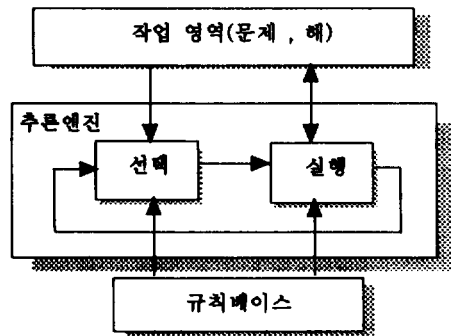 작업 영역(문제 , 해)
추론엔진
선택
실행
규칙베이스